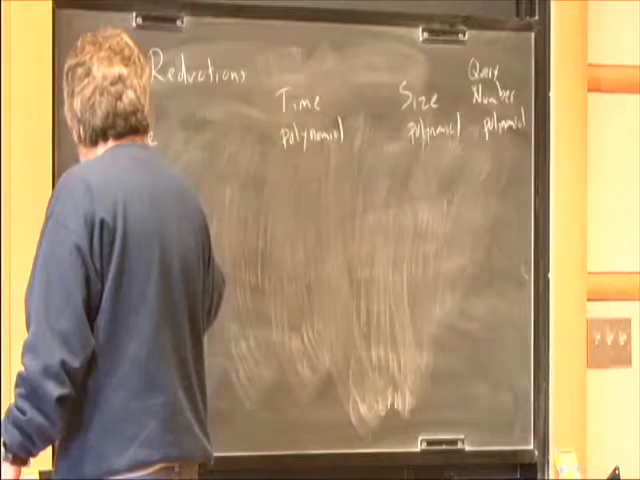 Reductions
Time
Size
Query
Number
polynomial
polynomial
polynomial